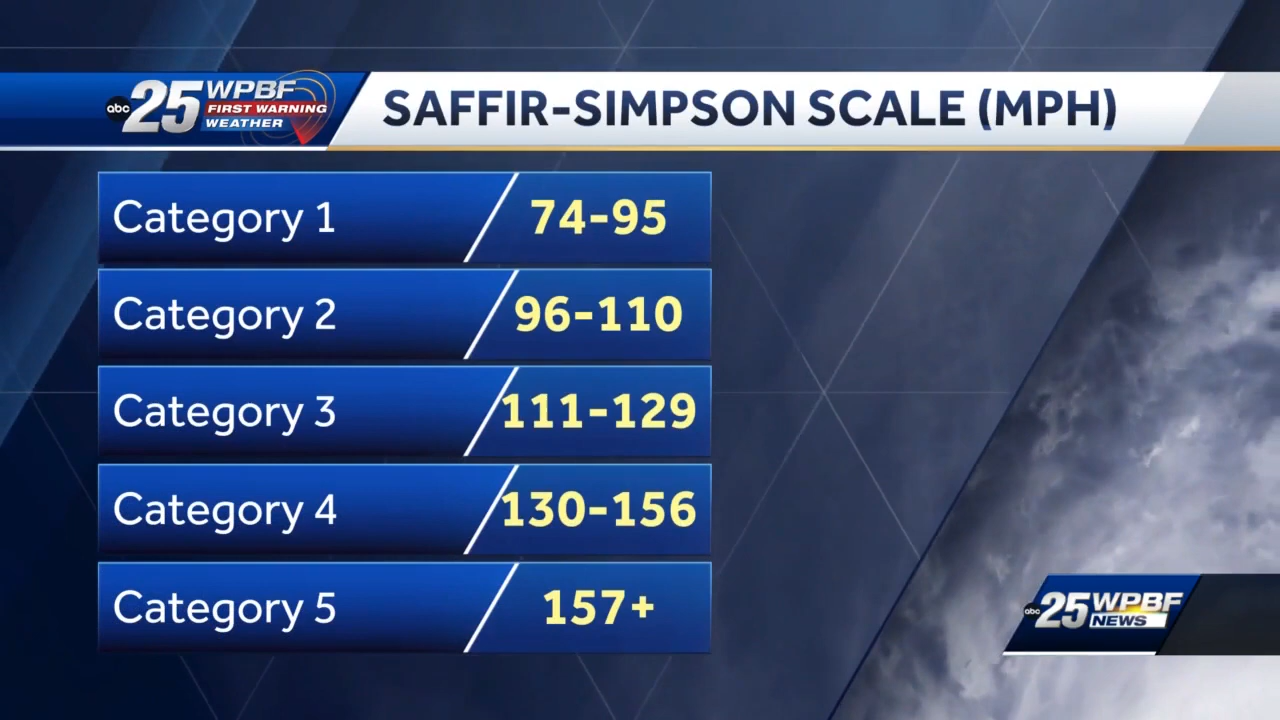 abc 25 WPBF
FIRST WARNING
WEATHER
SAFFIR-SIMPSON SCALE (MPH)
Category 1 74-95
Category 2 96-110
Category 3 111-129
Category 4 130-156
Category 5 157+
abc 25 WPBF
NEWS